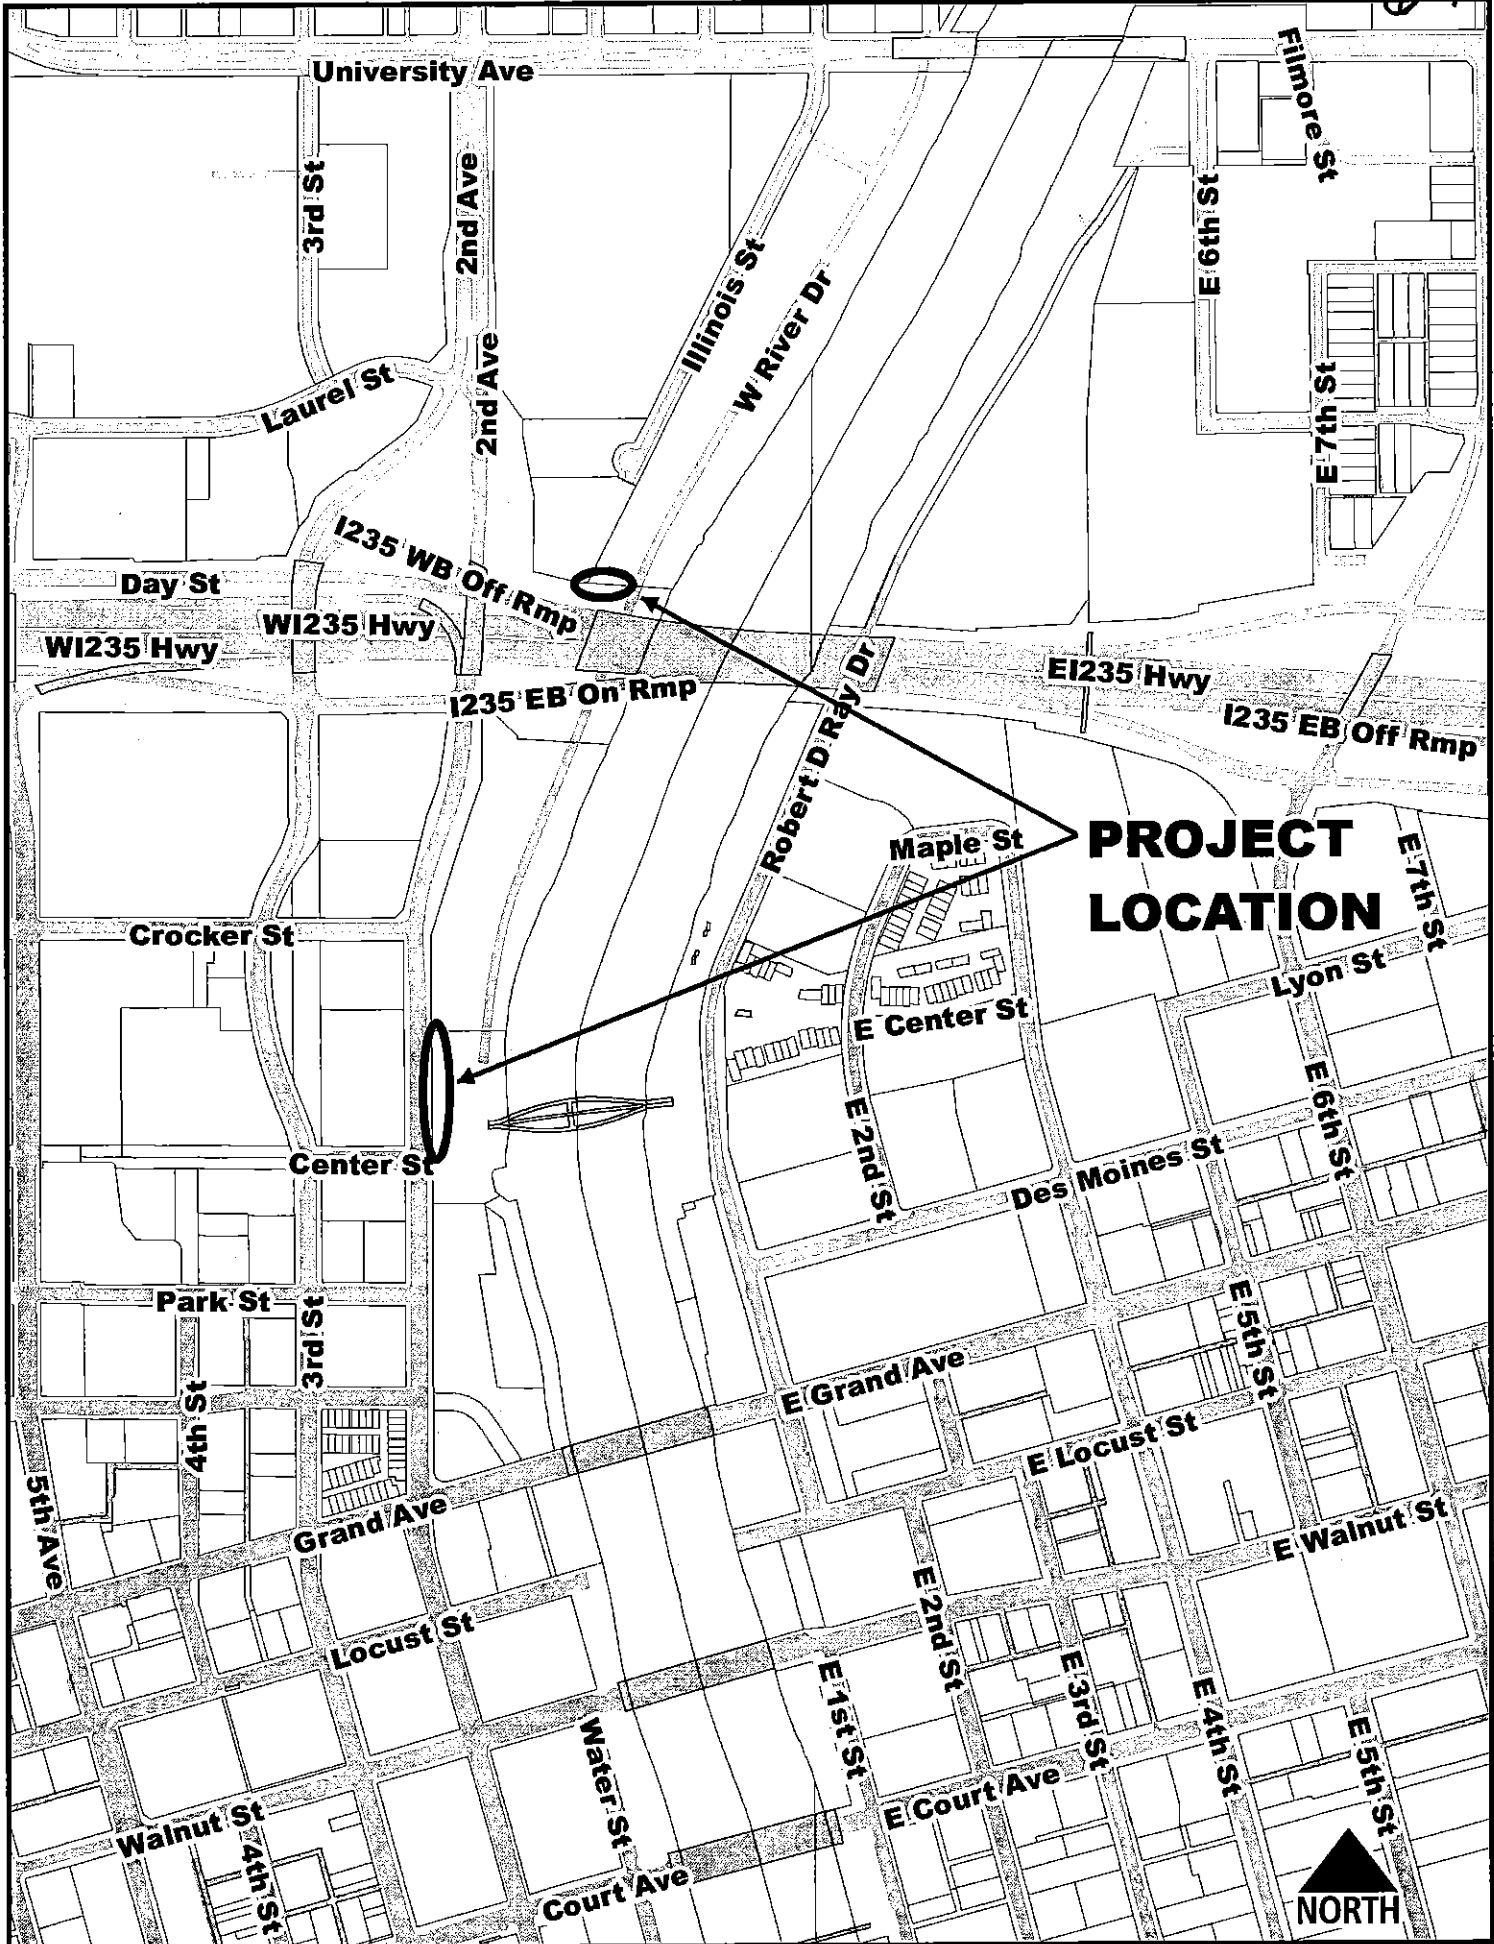 University Ave
Filmore St
3rd St
2nd Ave
E 6th St
Illinois St
W River Dr
2nd Ave
Laurel St
E 7th St
I235 WB Off Rmp
Day St
WI235 Hwy
WI235 Hwy
EI235 Hwy
I235 EB On Rmp
I235 EB Off Rmp
Robert D Ray Dr
Maple St
PROJECT
LOCATION
E 7th St
Crocker St
Lyon St
E Center St
E 6th St
E 2nd St
Center St
Des Moines St
Park St
3rd St
E 5th St
E Grand Ave
4th St
E Locust St
5th Ave
Grand Ave
E Walnut St
E 2nd St
Locust St
E 1st St
E 3rd St
E 4th St
Water St
E 5th St
E Court Ave
Walnut St
4th St
Court Ave
NORTH